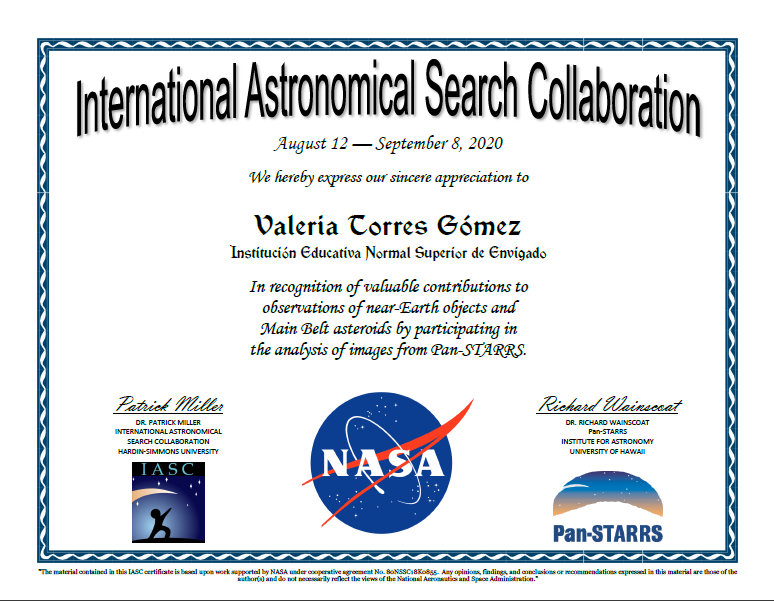 International Astronomical Search Collaboration
August 12 — September 8, 2020
We hereby express our sincere appreciation to
Valeria Torres Gómez
Institución Educativa Normal Superior de Envigado
In recognition of valuable contributions to
observations of near-Earth objects and
Main Belt asteroids by participating in
the analysis of images from Pan-STARRS.
Patrick Miller
DR. PATRICK MILLER
INTERNATIONAL ASTRONOMICAL
SEARCH COLLABORATION
HARDIN-SIMMONS UNIVERSITY
IASC
NASA
Richard Wainscoat
DR. RICHARD WAINSCOAT
Pan-STARRS
INSTITUTE FOR ASTRONOMY
UNIVERSITY OF HAWAII
Pan-STARRS
"The material contained in this IASC certificate is based upon work supported by NASA under cooperative agreement No. 80NSSC18K0855. Any opinions, findings, and conclusions or recommendations expressed in this material are those of the
author(s) and do not necessarily reflect the views of the National Aeronautics and Space Administration."